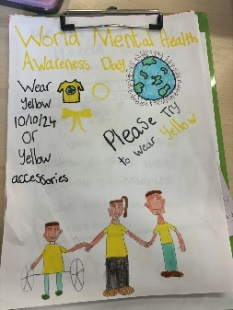 World Mental Health
Awareness Day
Wear
Yellow
10/10/24
Or
Yellow
accessories
Please Try
to wear Yellow